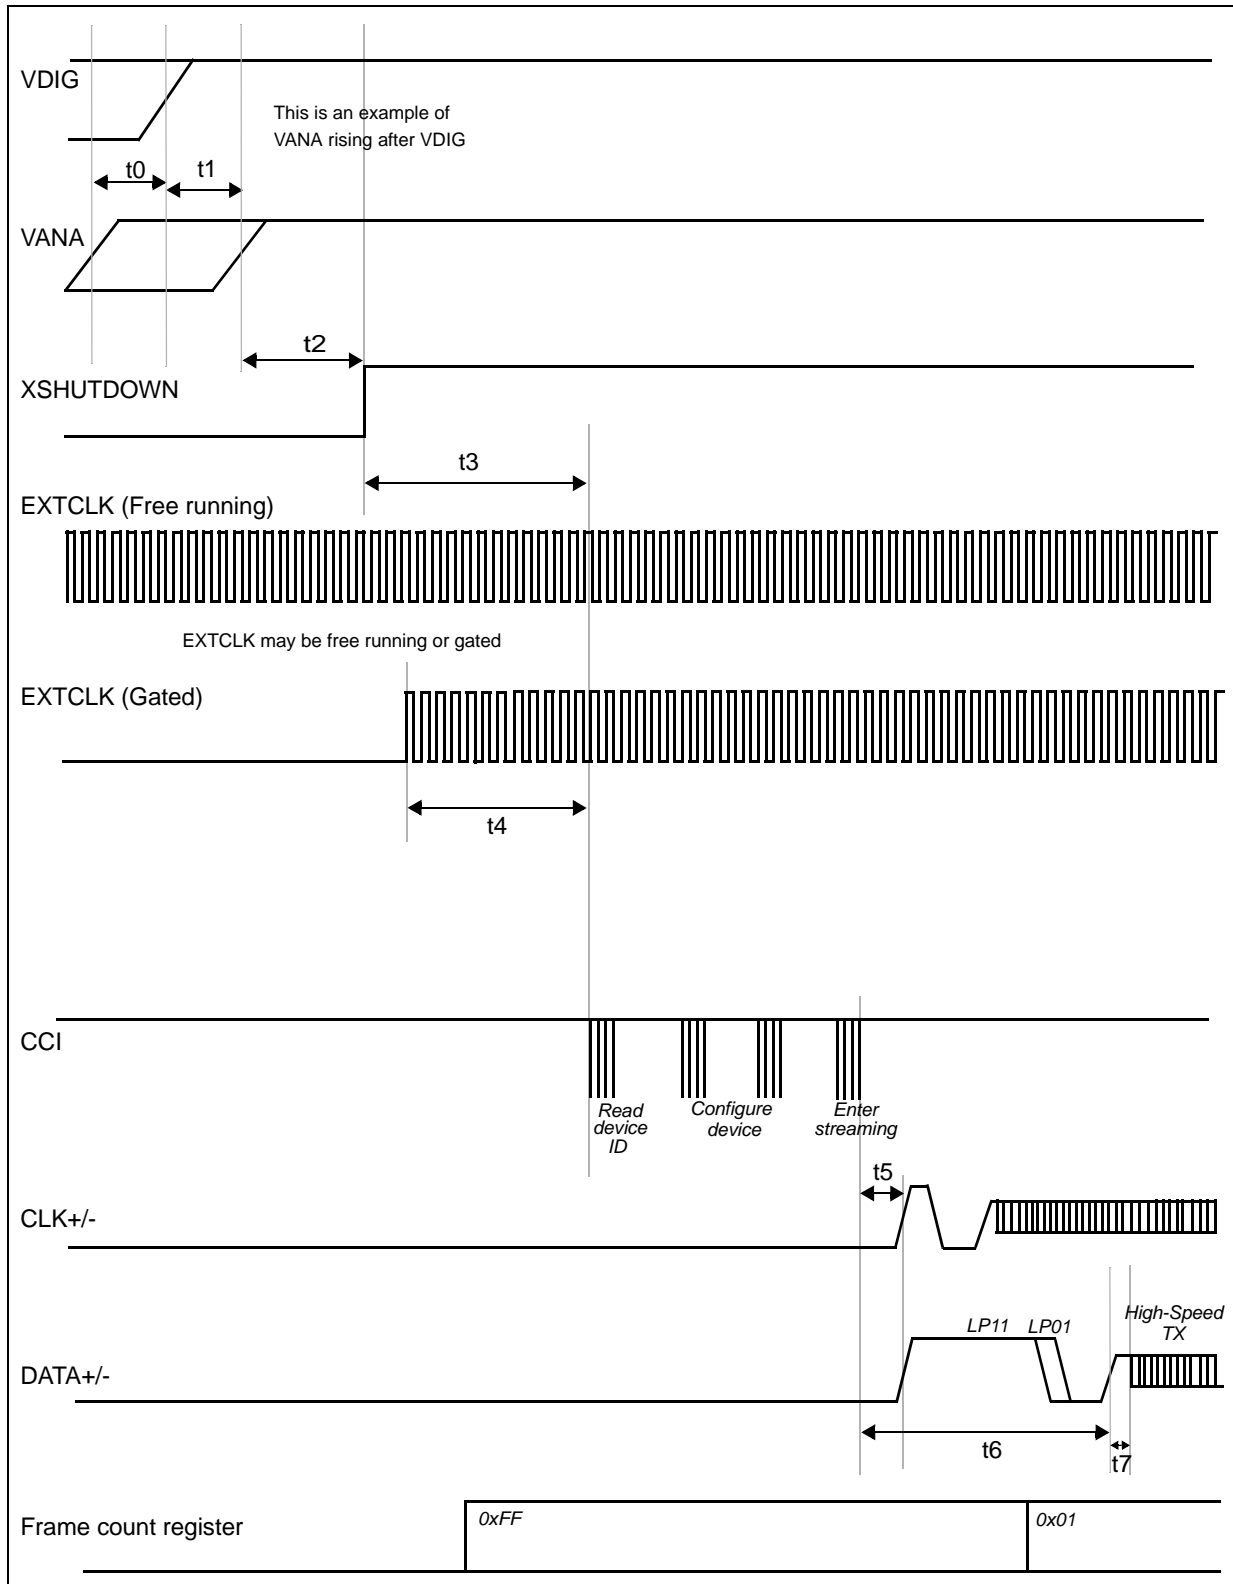 VDIG
This is an example of
VANA rising after VDIG
t0
t1
VANA
t2
XSHUTDOWN
t3
EXTCLK (Free running)
EXTCLK may be free running or gated
EXTCLK (Gated)
t4
CCI
Read
device
ID
Configure
device
Enter
streaming
t5
CLK+/-
High-Speed
TX
LP11
LP01
DATA+/-
t6
t7
Frame count register
0xFF
0x01